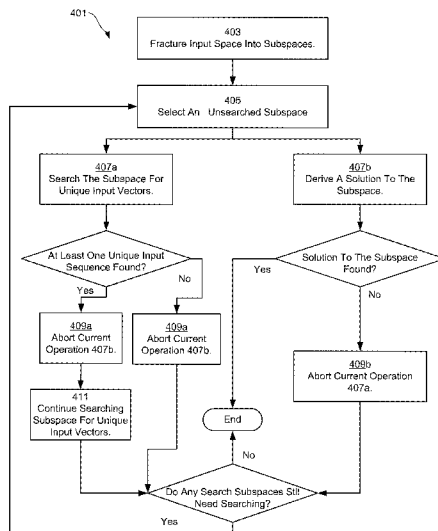 401
403
Fracture Input Space Into Subspaces.
405
Select An Unsearched Subspace
407a
Search The Subspace For
Unique Input Vectors.
407b
Derive A Solution To The
Subspace.
At Least One Unique Input
Sequence Found?
Solution To The Subspace
Found?
Yes
No
Yes
No
409a
Abort Current
Operation 407b.
409a
Abort Current
Operation 407b.
409b
Abort Current Operation
407a.
411
Continue Searching
Subspace For Unique
Input Vectors.
End
No
Do Any Search Subspaces Still
Need Searching?
Yes